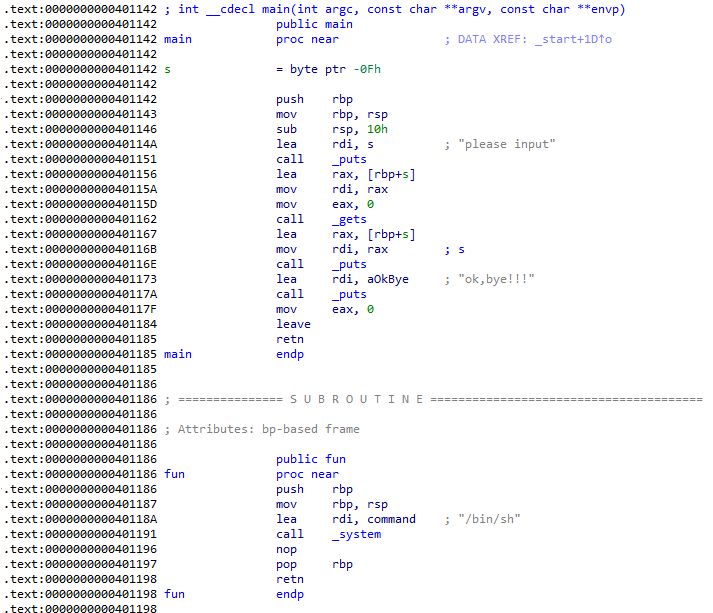 .text:0000000000401142 ; int __cdecl main(int argc, const char **argv, const char **envp)
.text:0000000000401142 public main
.text:0000000000401142 main proc near ; DATA XREF: _start+1D↑o
.text:0000000000401142
.text:0000000000401142 s = byte ptr -0Fh
.text:0000000000401142
.text:0000000000401142 push rbp
.text:0000000000401143 mov rbp, rsp
.text:0000000000401146 sub rsp, 10h
.text:000000000040114A lea rdi, s ; "please input"
.text:0000000000401151 call _puts
.text:0000000000401156 lea rax, [rbp+s]
.text:000000000040115A mov rdi, rax
.text:000000000040115D mov eax, 0
.text:0000000000401162 call _gets
.text:0000000000401167 lea rax, [rbp+s]
.text:000000000040116B mov rdi, rax ; s
.text:000000000040116E call _puts
.text:0000000000401173 lea rdi, aOkBye ; "ok,bye!!!"
.text:000000000040117A call _puts
.text:000000000040117F mov eax, 0
.text:0000000000401184 leave
.text:0000000000401185 retn
.text:0000000000401185 main endp
.text:0000000000401185
.text:0000000000401186
.text:0000000000401186 ; =============== S U B R O U T I N E =======================================
.text:0000000000401186
.text:0000000000401186 ; Attributes: bp-based frame
.text:0000000000401186
.text:0000000000401186 public fun
.text:0000000000401186 fun proc near
.text:0000000000401186 push rbp
.text:0000000000401187 mov rbp, rsp
.text:000000000040118A lea rdi, command ; "/bin/sh"
.text:0000000000401191 call _system
.text:0000000000401196 nop
.text:0000000000401197 pop rbp
.text:0000000000401198 retn
.text:0000000000401198 fun endp
.text:0000000000401198